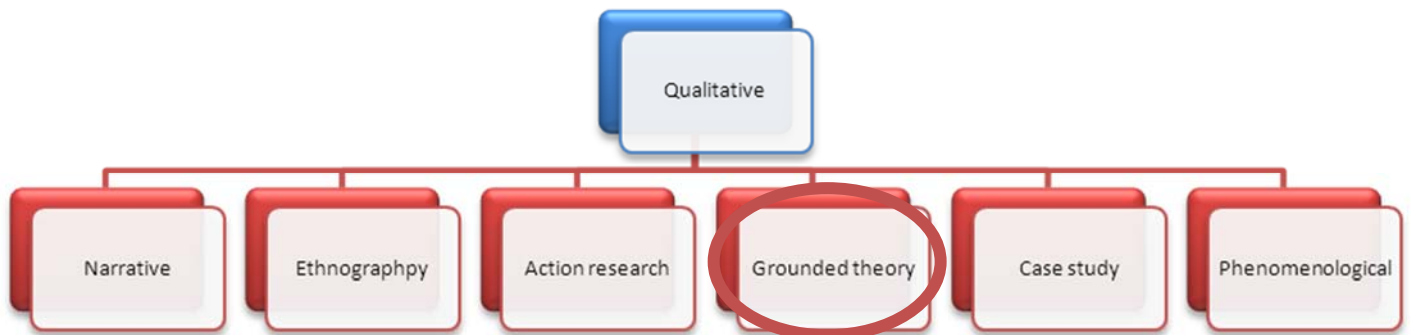 Qualitative
Narrative
Ethnographpy
Action research
Grounded theory
Case study
Phenomenological